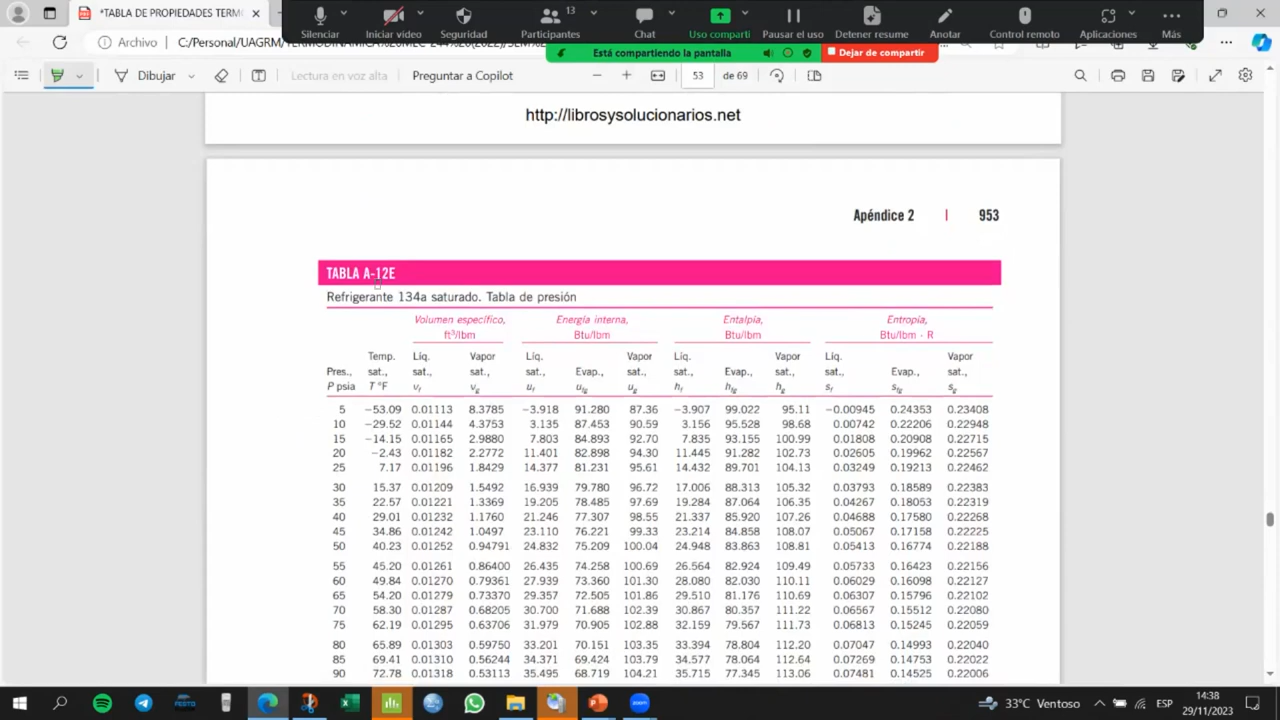 *TABLA DE PROPIEDADES TERM
Silenciar
Iniciar vídeo
Seguridad
13
Participantes
Chat
Uso comparti
Pausar el uso
Detener resume
Anotar
Control remoto
Aplicaciones
Más
Archivo
C:/Personal/UAGRM/
Está compartiendo la pantalla
Dejar de compartir
Dibujar
Lectura en voz alta
Preguntar a Copilot
53
de 69
http://librosysolucionarios.net
Apéndice 2 | 953
TABLA A-12E
Refrigerante 134a saturado. Tabla de presión
Volumen específico, Energía interna, Entalpía, Entropía,
ft³/lbm Btu/lbm Btu/lbm Btu/lbm · R
Temp. Líq. Vapor Líq. Vapor Líq. Vapor Líq. Vapor
Pres., sat., sat., sat., sat., Evap., sat., sat., Evap., sat., sat., Evap., sat.,
P psia T °F vf vg uf ufg ug hf hfg hg sf sfg sg
5 −53.09 0.01113 8.3785 −3.918 91.280 87.36 −3.907 99.022 95.11 −0.00945 0.24353 0.23408
10 −29.52 0.01144 4.3753 3.135 87.453 90.59 3.156 95.528 98.68 0.00742 0.22206 0.22948
15 −14.15 0.01165 2.9880 7.803 84.893 92.70 7.835 93.155 100.99 0.01808 0.20908 0.22715
20 −2.43 0.01182 2.2772 11.401 82.898 94.30 11.445 91.282 102.73 0.02605 0.19962 0.22567
25 7.17 0.01196 1.8429 14.377 81.231 95.61 14.432 89.701 104.13 0.03249 0.19213 0.22462
30 15.37 0.01209 1.5492 16.939 79.780 96.72 17.006 88.313 105.32 0.03793 0.18589 0.22383
35 22.57 0.01221 1.3369 19.205 78.485 97.69 19.284 87.064 106.35 0.04267 0.18053 0.22319
40 29.01 0.01232 1.1760 21.246 77.307 98.55 21.337 85.920 107.26 0.04688 0.17580 0.22268
45 34.86 0.01242 1.0497 23.110 76.221 99.33 23.214 84.858 108.07 0.05067 0.17158 0.22225
50 40.23 0.01252 0.94791 24.832 75.209 100.04 24.948 83.863 108.81 0.05413 0.16774 0.22188
55 45.20 0.01261 0.86400 26.435 74.258 100.69 26.564 82.924 109.49 0.05733 0.16423 0.22156
60 49.84 0.01270 0.79361 27.939 73.360 101.30 28.080 82.030 110.11 0.06029 0.16098 0.22127
65 54.20 0.01279 0.73370 29.357 72.505 101.86 29.510 81.176 110.69 0.06307 0.15796 0.22102
70 58.30 0.01287 0.68205 30.700 71.688 102.39 30.867 80.357 111.22 0.06567 0.15512 0.22080
75 62.19 0.01295 0.63706 31.979 70.905 102.88 32.159 79.567 111.73 0.06813 0.15245 0.22059
80 65.89 0.01303 0.59750 33.201 70.151 103.35 33.394 78.804 112.20 0.07047 0.14993 0.22040
85 69.41 0.01310 0.56244 34.371 69.424 103.79 34.577 78.064 112.64 0.07269 0.14753 0.22022
90 72.78 0.01318 0.53113 35.495 68.719 104.21 35.715 77.345 113.06 0.07481 0.14525 0.22006
33°C Ventoso
ESP
14:38
29/11/2023